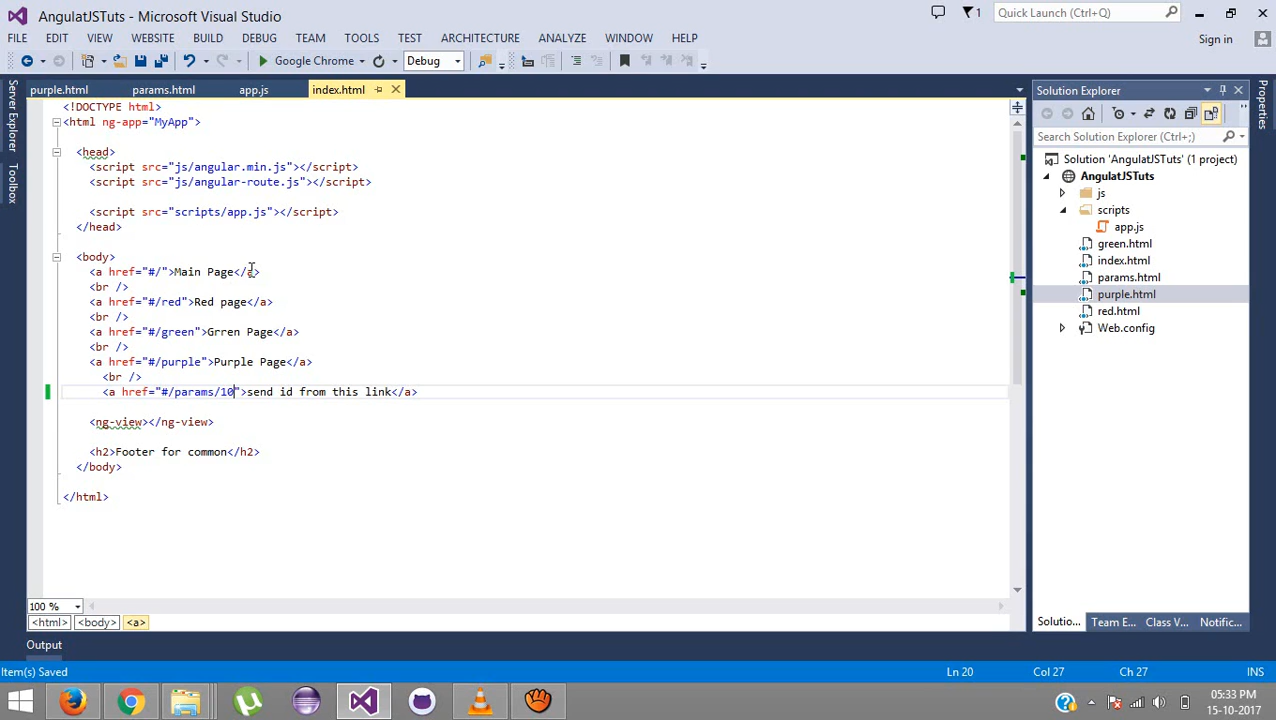 AngulatJSTuts - Microsoft Visual Studio
1
Quick Launch (Ctrl+Q)
FILE EDIT VIEW WEBSITE BUILD DEBUG TEAM TOOLS TEST ARCHITECTURE ANALYZE WINDOW HELP
Sign in
Google Chrome Debug
Server Explorer
Toolbox
purple.html params.html app.js index.html
<!DOCTYPE html>
<html ng-app="MyApp">
<head>
<script src="js/angular.min.js"></script>
<script src="js/angular-route.js"></script>
<script src="scripts/app.js"></script>
</head>
<body>
<a href="#/">Main Page</a>
<br />
<a href="#/red">Red page</a>
<br />
<a href="#/green">Grren Page</a>
<br />
<a href="#/purple">Purple Page</a>
<br />
<a href="#/params/10">send id from this link</a>
<ng-view></ng-view>
<h2>Footer for common</h2>
</body>
</html>
100 %
<html> <body> <a>
Output
Solution Explorer
Search Solution Explorer (Ctrl+;)
Solution 'AngulatJSTuts' (1 project)
AngulatJSTuts
js
scripts
app.js
green.html
index.html
params.html
purple.html
red.html
Web.config
Solutio... Team E... Class V... Notific...
Properties
Item(s) Saved Ln 20 Col 27 Ch 27 INS
05:33 PM
15-10-2017